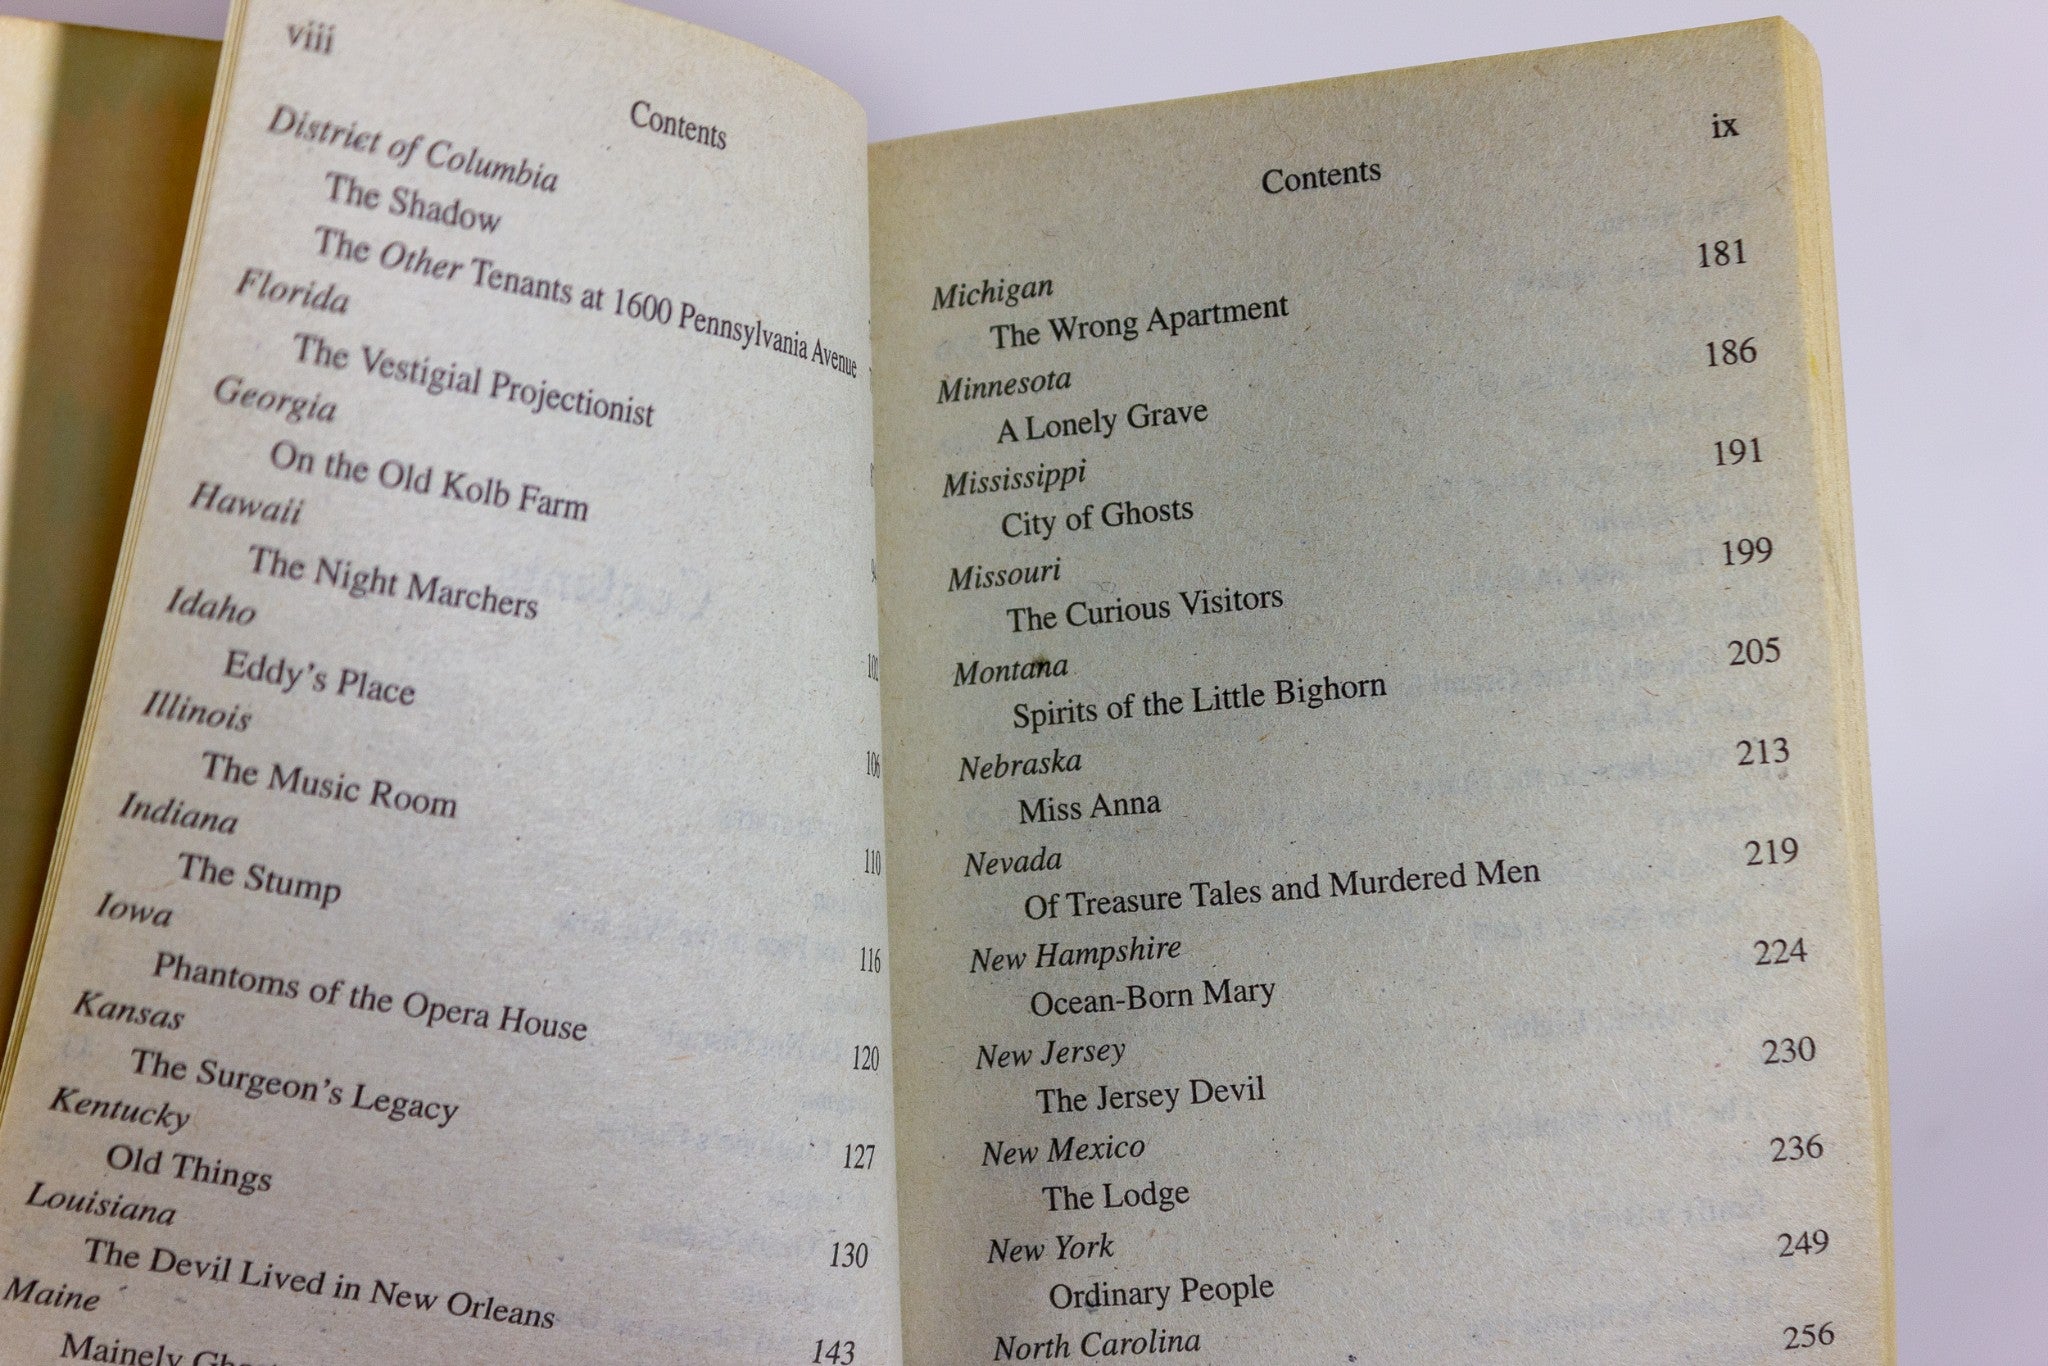 viii
Contents
District of Columbia
The Shadow
The Other Tenants at 1600 Pennsylvania Avenue
Florida
The Vestigial Projectionist
Georgia
On the Old Kolb Farm
Hawaii
The Night Marchers 102
Idaho
Eddy's Place 106
Illinois
The Music Room 110
Indiana
The Stump 116
Iowa
Phantoms of the Opera House 120
Kansas
The Surgeon's Legacy 127
Kentucky
Old Things 130
Louisiana
The Devil Lived in New Orleans 143
Maine
Mainely
ix
Contents
Michigan
The Wrong Apartment 181
Minnesota
A Lonely Grave 186
Mississippi
City of Ghosts 191
Missouri
The Curious Visitors 199
Montana
Spirits of the Little Bighorn 205
Nebraska
Miss Anna 213
Nevada
Of Treasure Tales and Murdered Men 219
New Hampshire
Ocean-Born Mary 224
New Jersey
The Jersey Devil 230
New Mexico
The Lodge 236
New York
Ordinary People 249
North Carolina
256